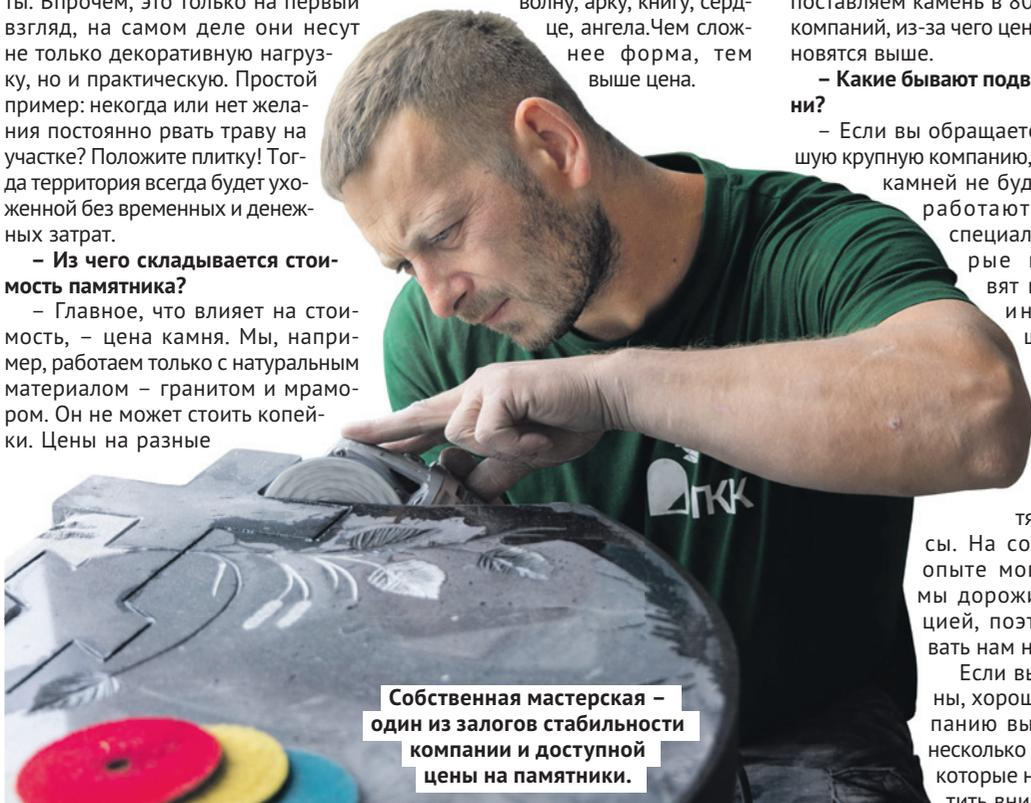 ты. Впрочем, это только на первый
взгляд, на самом деле они несут
не только декоративную нагруз-
ку, но и практическую. Простой
пример: некогда или нет жела-
ния постоянно рвать траву на
участке? Положите плитку! Тог-
да территория всегда будет ухо-
женной без временных и денеж-
ных затрат.
– Из чего складывается стои-
мость памятника?
– Главное, что влияет на стои-
мость, – цена камня. Мы, напри-
мер, работаем только с натуральным
материалом – гранитом и мрамо-
ром. Он не может стоить копей-
ки. Цены на разные
волну, арку, книгу, серд-
це, ангела.Чем слож-
нее форма, тем
выше цена.
поставляем камень в 80
компаний, из-за чего цен
новятся выше.
– Какие бывают подв
ни?
– Если вы обращаете
шую крупную компанию,
камней не буд
работают
специал
рые
вят
ин
тя
сы. На со
опыте мог
мы дорожи
цией, поэт
вать нам н
Если вы
ны, хорош
панию вы
несколько
которые н
тить вни
ГКК
Собственная мастерская –
один из залогов стабильности
компании и доступной
цены на памятники.